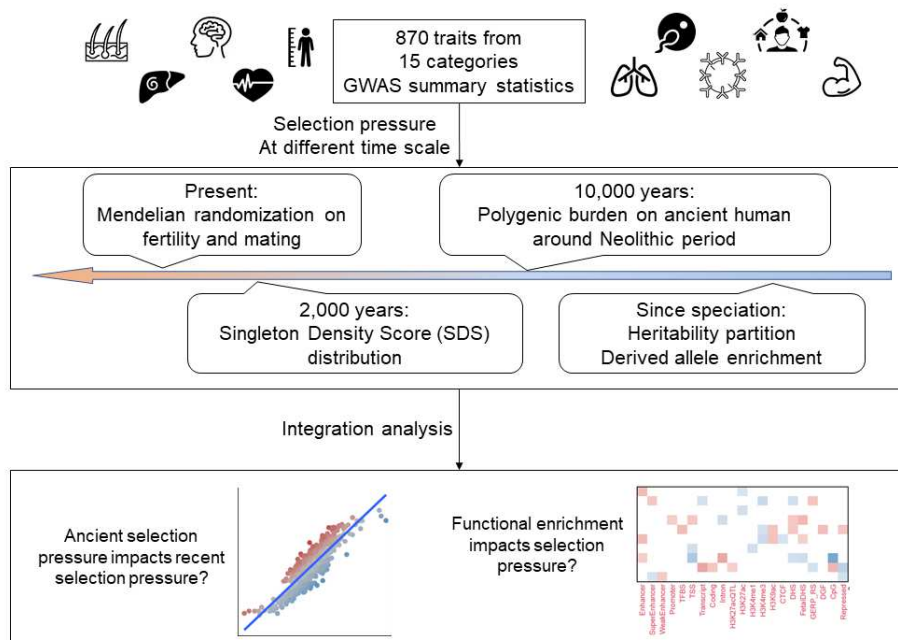 870 traits from
15 categories
GWAS summary statistics
Selection pressure
At different time scale
Present:
Mendelian randomization on
fertility and mating
10,000 years:
Polygenic burden on ancient human
around Neolithic period
2,000 years:
Singleton Density Score (SDS)
distribution
Since speciation:
Heritability partition
Derived allele enrichment
Integration analysis
Ancient selection
pressure impacts recent
selection pressure?
Functional enrichment
impacts selection
pressure?
Enhancer
SuperEnhancer
WeakEnhancer
Promoter
TFBS
TSS
Transcript
Coding
Intron
H3K27acQTL
H3K27ac
H3K4me1
H3K4me3
H3K9ac
CTCF
DHS
FetalDHS
GERP_RS
DGF
CpG
Repressed